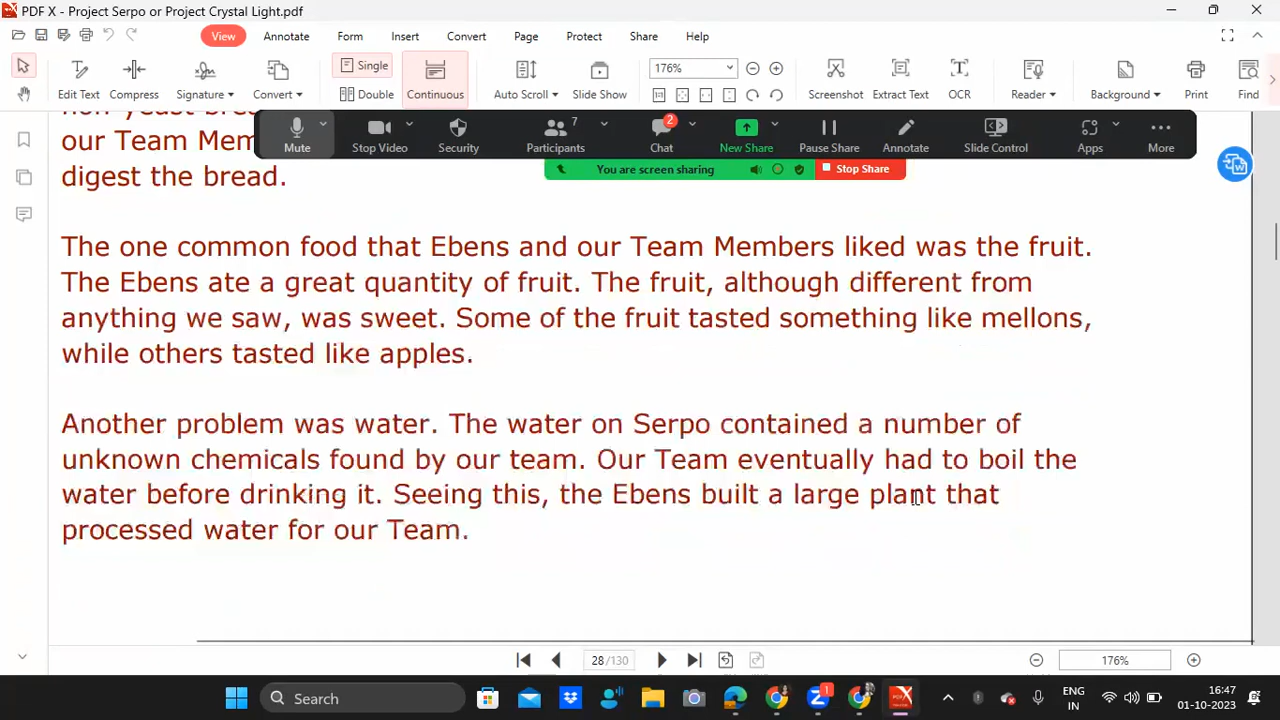 PDF X - Project Serpo or Project Crystal Light.pdf
View Annotate Form Insert Convert Page Protect Share Help
Single
Double
176%
Edit Text Compress Signature Convert Continuous Auto Scroll Slide Show Screenshot Extract Text OCR Reader Background Print Find
non-yeast brea
our Team Mem
digest the bread.
7
2
Mute Stop Video Security Participants Chat New Share Pause Share Annotate Slide Control Apps More
You are screen sharing Stop Share
The one common food that Ebens and our Team Members liked was the fruit.
The Ebens ate a great quantity of fruit. The fruit, although different from
anything we saw, was sweet. Some of the fruit tasted something like mellons,
while others tasted like apples.
Another problem was water. The water on Serpo contained a number of
unknown chemicals found by our team. Our Team eventually had to boil the
water before drinking it. Seeing this, the Ebens built a large plant that
processed water for our Team.
28 /130
176%
Search
1
ENG
IN
16:47
01-10-2023